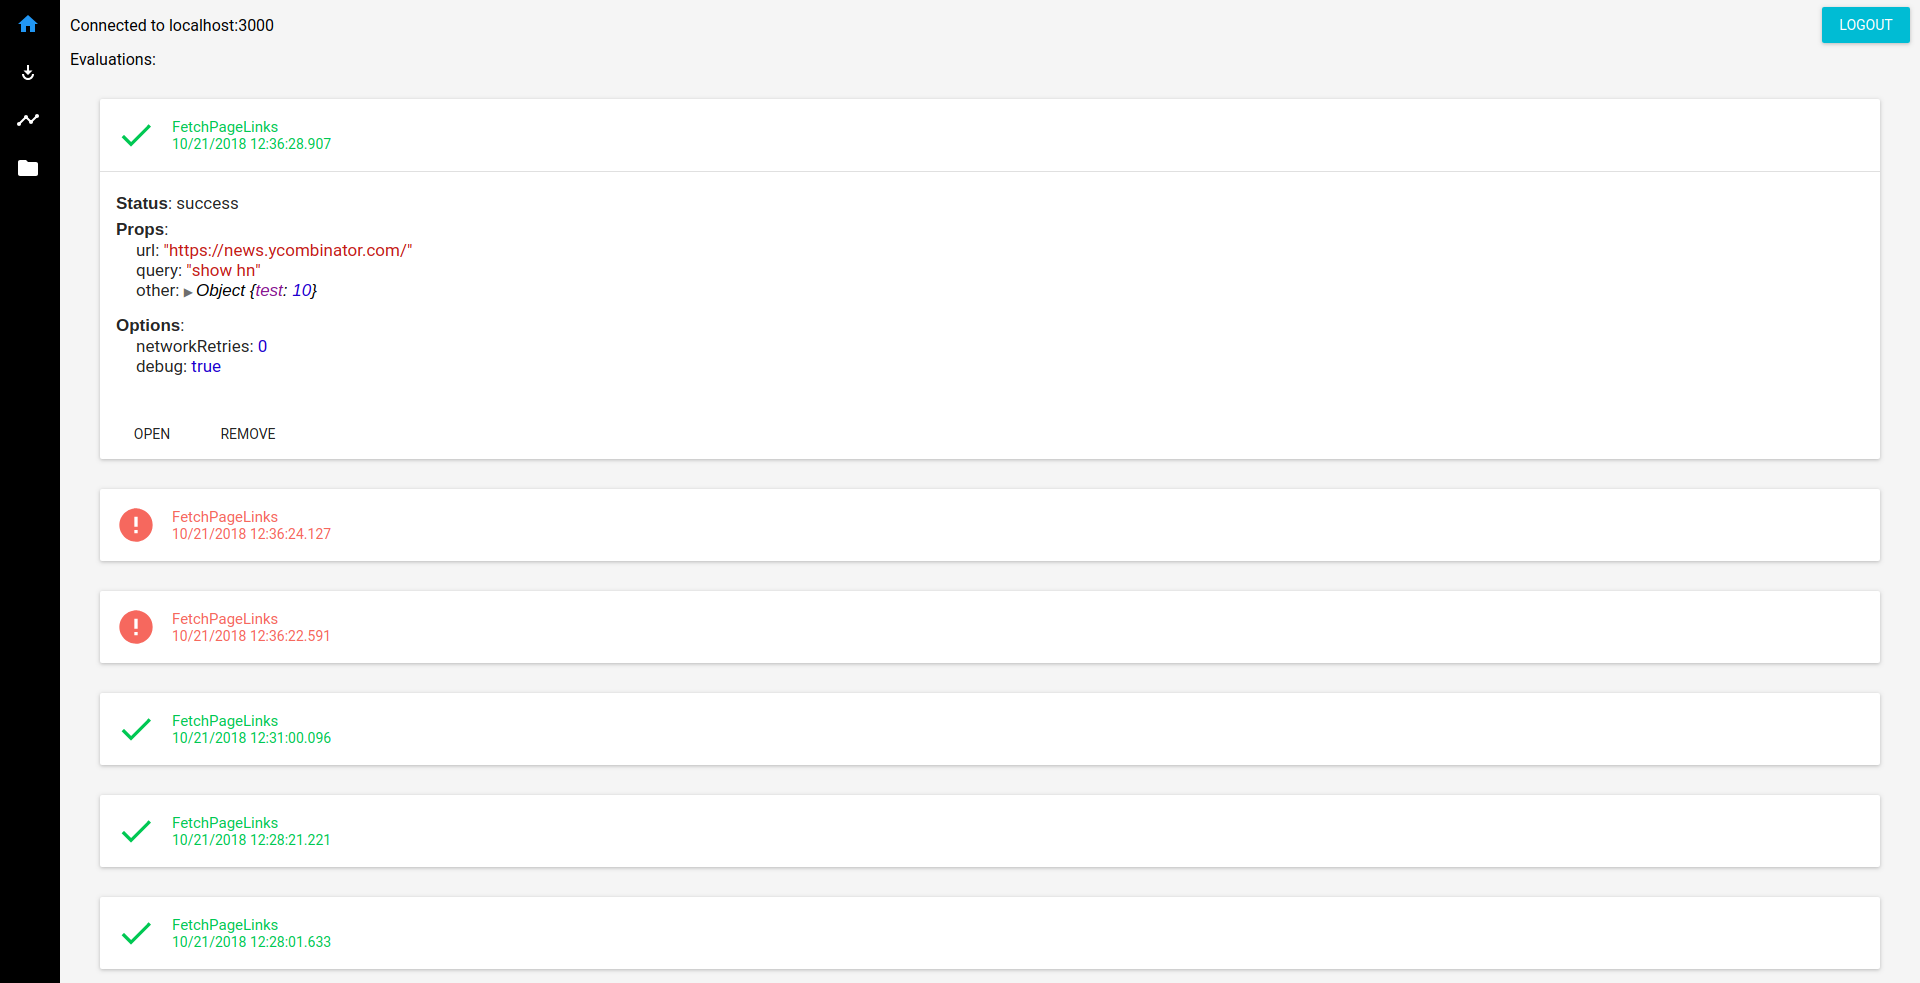 Connected to localhost:3000
LOGOUT
Evaluations:
FetchPageLinks
10/21/2018 12:36:28.907
Status: success
Props:
url: "https://news.ycombinator.com/"
query: "show hn"
other: ▶ Object {test: 10}
Options:
networkRetries: 0
debug: true
OPEN REMOVE
FetchPageLinks
10/21/2018 12:36:24.127
FetchPageLinks
10/21/2018 12:36:22.591
FetchPageLinks
10/21/2018 12:31:00.096
FetchPageLinks
10/21/2018 12:28:21.221
FetchPageLinks
10/21/2018 12:28:01.633